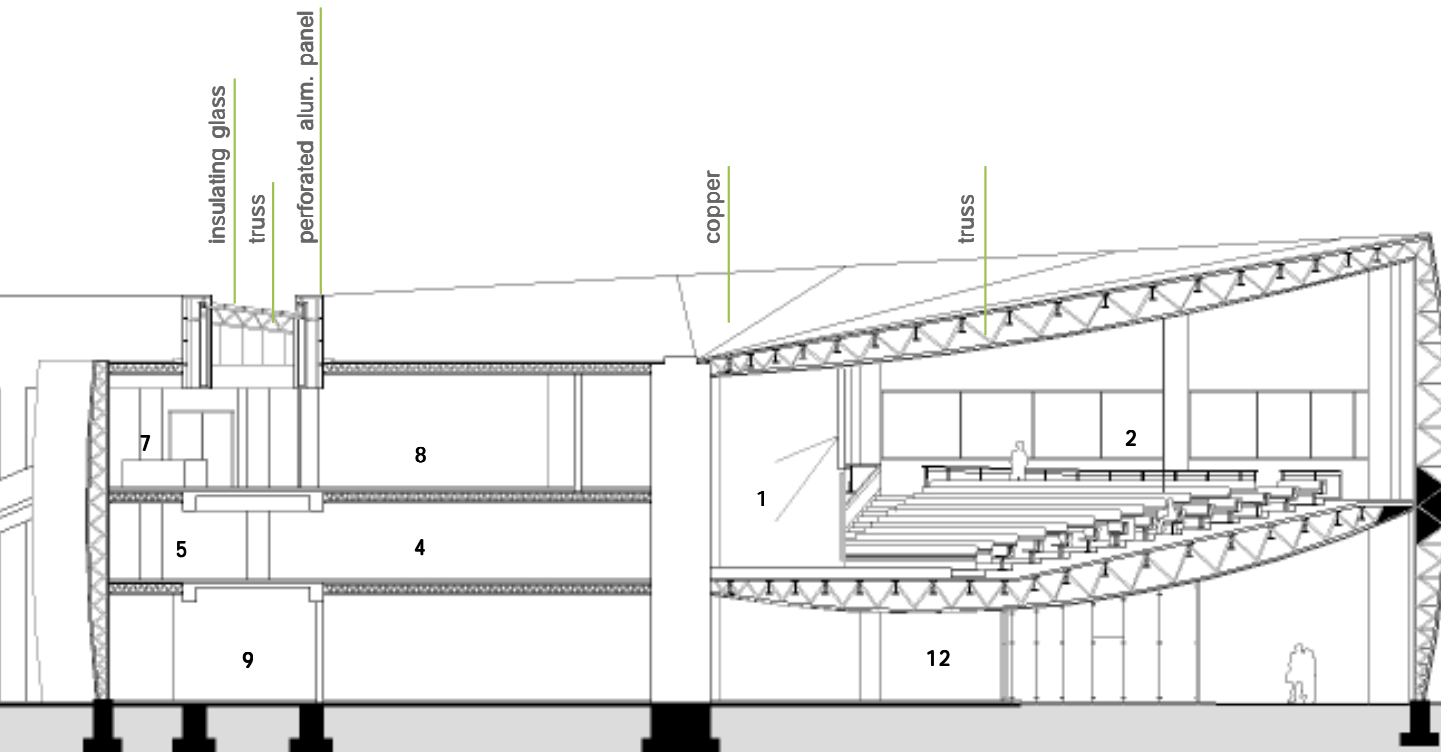 insulating glass
truss
perforated alum. panel
copper
truss
7
8
2
1
5
4
9
12